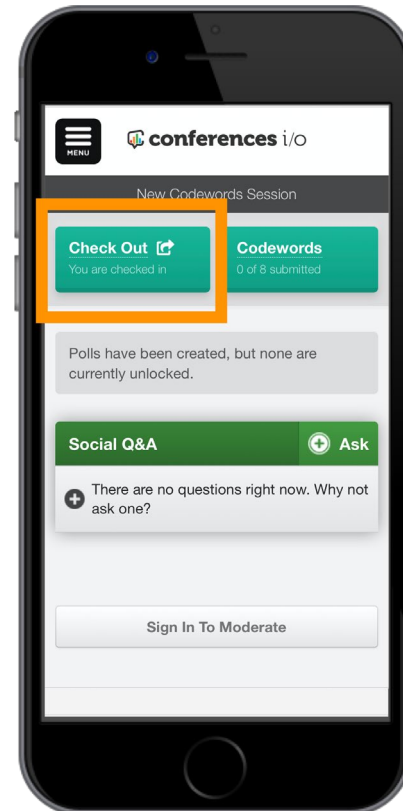 MENU
conferences i/o
New Codewords Session
Check Out
You are checked in
Codewords
0 of 8 submitted
Polls have been created, but none are
currently unlocked.
Social Q&A
Ask
There are no questions right now. Why not
ask one?
Sign In To Moderate